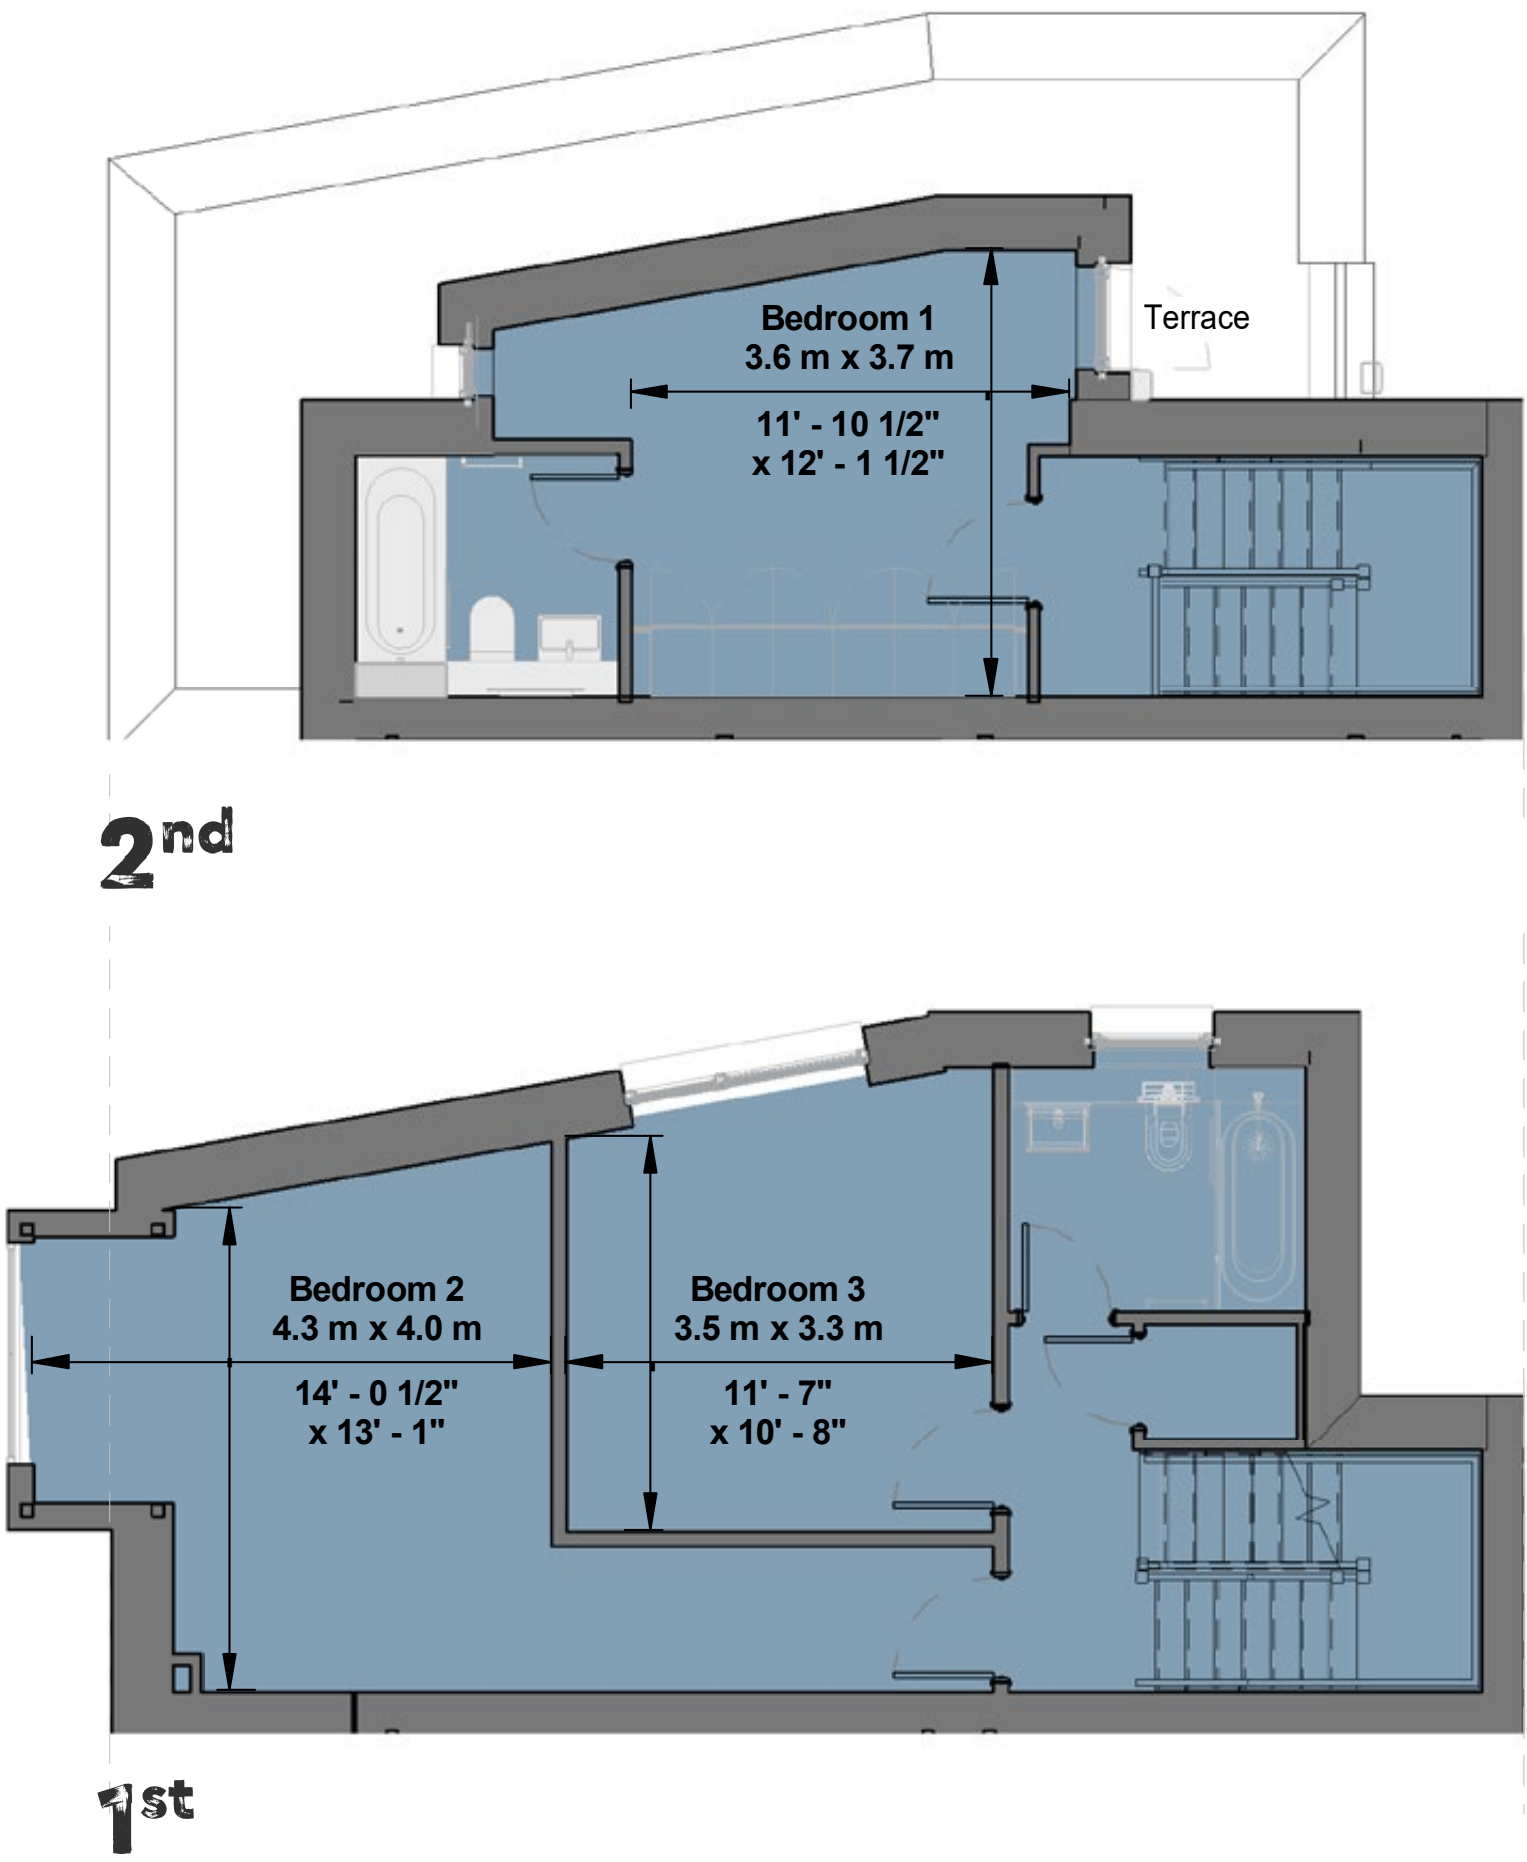 Bedroom 1
3.6 m x 3.7 m
11' - 10 1/2"
x 12' - 1 1/2"
Terrace
2nd
Bedroom 2
4.3 m x 4.0 m
14' - 0 1/2"
x 13' - 1"
Bedroom 3
3.5 m x 3.3 m
11' - 7"
x 10' - 8"
1st